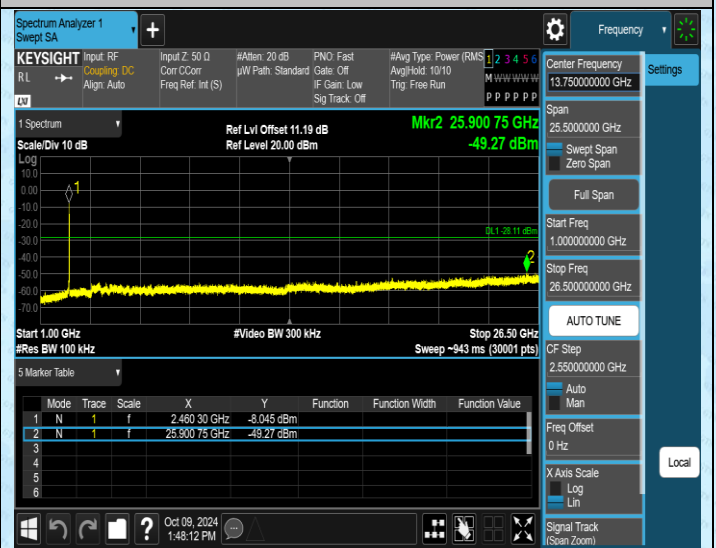 Spectrum Analyzer 1
Swept SA
+
Frequency
KEYSIGHT
RL
LXI
Input: RF
Coupling: DC
Align: Auto
Input Z: 50 Ω
Corr CCorr
Freq Ref: Int (S)
#Atten: 20 dB
µW Path: Standard
PNO: Fast
Gate: Off
IF Gain: Low
Sig Track: Off
#Avg Type: Power (RMS
Avg|Hold: 10/10
Trig: Free Run
1 2 3 4 5 6
M W W W W W
P P P P P P
1 Spectrum
Scale/Div 10 dB
Ref Lvl Offset 11.19 dB
Ref Level 20.00 dBm
Mkr2 25.900 75 GHz
-49.27 dBm
Log
10.0
0.00
-10.0
-20.0
-30.0
-40.0
-50.0
-60.0
-70.0
1
DL1 -28.11 dBm
2
Start 1.00 GHz
#Res BW 100 kHz
#Video BW 300 kHz
Stop 26.50 GHz
Sweep ~943 ms (30001 pts)
5 Marker Table
Mode Trace Scale X Y Function Function Width Function Value
1 N 1 f 2.460 30 GHz -8.045 dBm
2 N 1 f 25.900 75 GHz -49.27 dBm
3
4
5
6
Oct 09, 2024
1:48:12 PM
Center Frequency
13.75000000 GHz
Span
25.5000000 GHz
Swept Span
Zero Span
Full Span
Start Freq
1.000000000 GHz
Stop Freq
26.500000000 GHz
AUTO TUNE
CF Step
2.550000000 GHz
Auto
Man
Freq Offset
0 Hz
X Axis Scale
Log
Lin
Signal Track
(Span Zoom)
Settings
Local